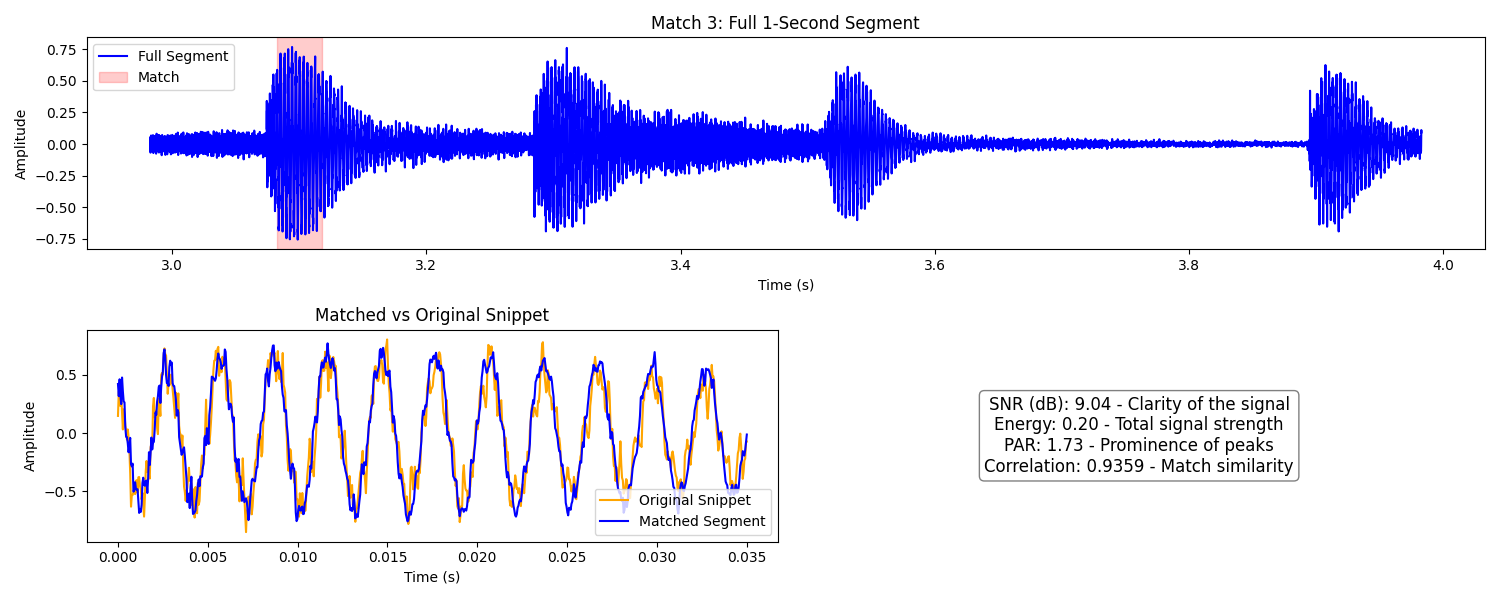 Match 3: Full 1-Second Segment
Amplitude
0.75
0.50
0.25
0.00
−0.25
−0.50
−0.75
Full Segment
Match
3.0 3.2 3.4 3.6 3.8 4.0
Time (s)
Matched vs Original Snippet
Amplitude
0.5
0.0
−0.5
Original Snippet
Matched Segment
0.000 0.005 0.010 0.015 0.020 0.025 0.030 0.035
Time (s)
SNR (dB): 9.04 - Clarity of the signal
Energy: 0.20 - Total signal strength
PAR: 1.73 - Prominence of peaks
Correlation: 0.9359 - Match similarity